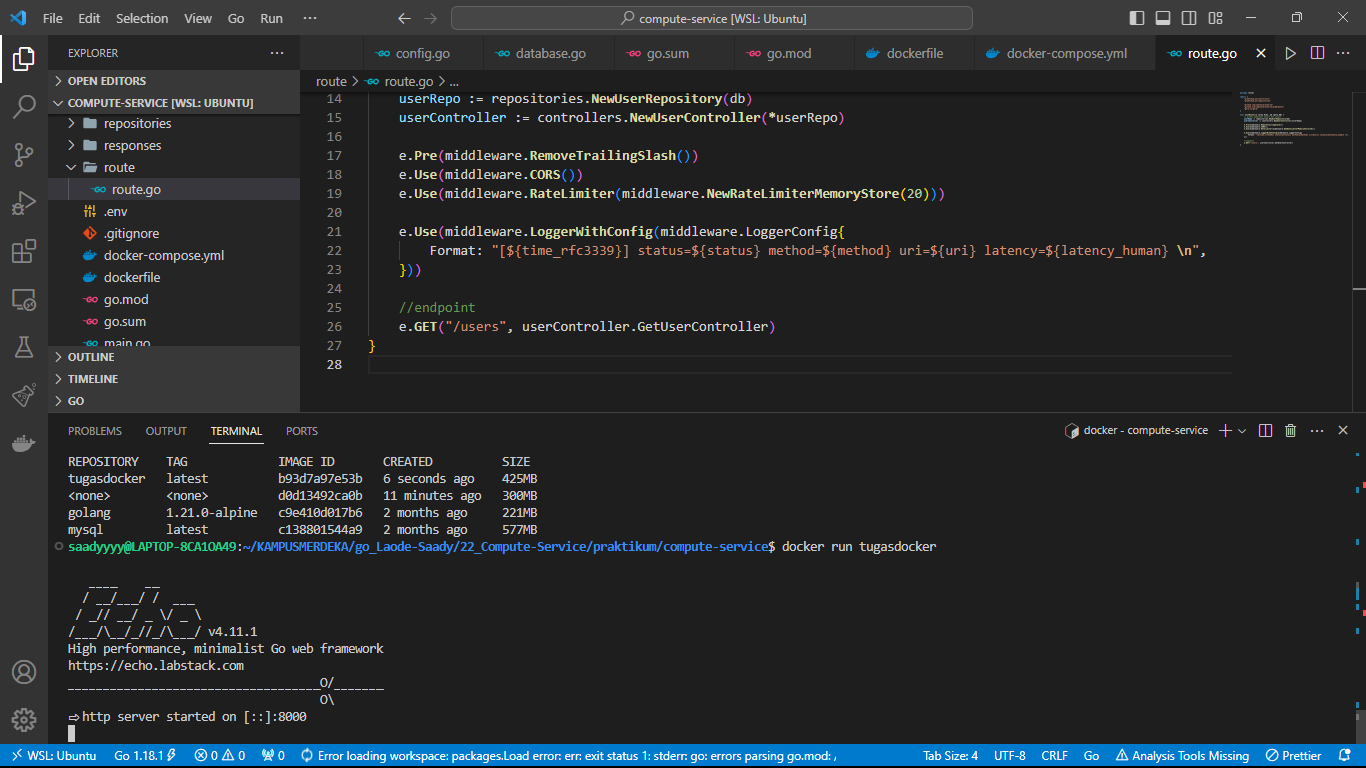 File Edit Selection View Go Run ··· compute-service [WSL: Ubuntu]
EXPLORER ···
OPEN EDITORS
COMPUTE-SERVICE [WSL: UBUNTU]
repositories
responses
route
route.go
.env
.gitignore
docker-compose.yml
dockerfile
go.mod
go.sum
main.go
OUTLINE
TIMELINE
GO
config.go database.go go.sum go.mod dockerfile docker-compose.yml route.go
route > route.go > ...
14 userRepo := repositories.NewUserRepository(db)
15 userController := controllers.NewUserController(*userRepo)
16
17 e.Pre(middleware.RemoveTrailingSlash())
18 e.Use(middleware.CORS())
19 e.Use(middleware.RateLimiter(middleware.NewRateLimiterMemoryStore(20)))
20
21 e.Use(middleware.LoggerWithConfig(middleware.LoggerConfig{
22 Format: "[${time_rfc3339}] status=${status} method=${method} uri=${uri} latency=${latency_human} \n",
23 }))
24
25 //endpoint
26 e.GET("/users", userController.GetUserController)
27 }
28
PROBLEMS OUTPUT TERMINAL PORTS docker - compute-service
REPOSITORY TAG IMAGE ID CREATED SIZE
tugasdocker latest b93d7a97e53b 6 seconds ago 425MB
<none> <none> d0d13492ca0b 11 minutes ago 300MB
golang 1.21.0-alpine c9e410d017b6 2 months ago 221MB
mysql latest c138801544a9 2 months ago 577MB
saadyyyy@LAPTOP-8CA1OA49:~/KAMPUSMERDEKA/go_Laode-Saady/22_Compute-Service/praktikum/compute-service$ docker run tugasdocker
   ____    __
  / __/___/ /  ___
 / _// __/ _ \/ _ \
/___/\__/_//_/\___/ v4.11.1
High performance, minimalist Go web framework
https://echo.labstack.com
____________________________________O/_______
                                    O\
⇨ http server started on [::]:8000
WSL: Ubuntu Go 1.18.1 0 0 0 Error loading workspace: packages.Load error: err: exit status 1: stderr: go: errors parsing go.mod: / Tab Size: 4 UTF-8 CRLF Go Analysis Tools Missing Prettier